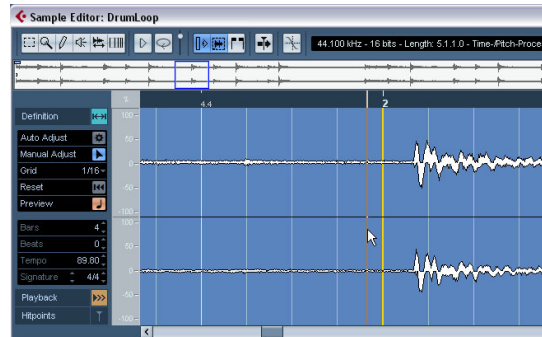 Sample Editor: DrumLoop
44.100 kHz - 16 bits - Length: 5.1.1.0 - Time-/Pitch-Proce
%
4.4
2
Definition
Auto Adjust
Manual Adjust
Grid 1/16
Reset
Preview
Bars 4
Beats 0
Tempo 89.80
Signature 4/4
Playback
Hitpoints
100
50
0
-50
-100
100
50
0
-50
-100